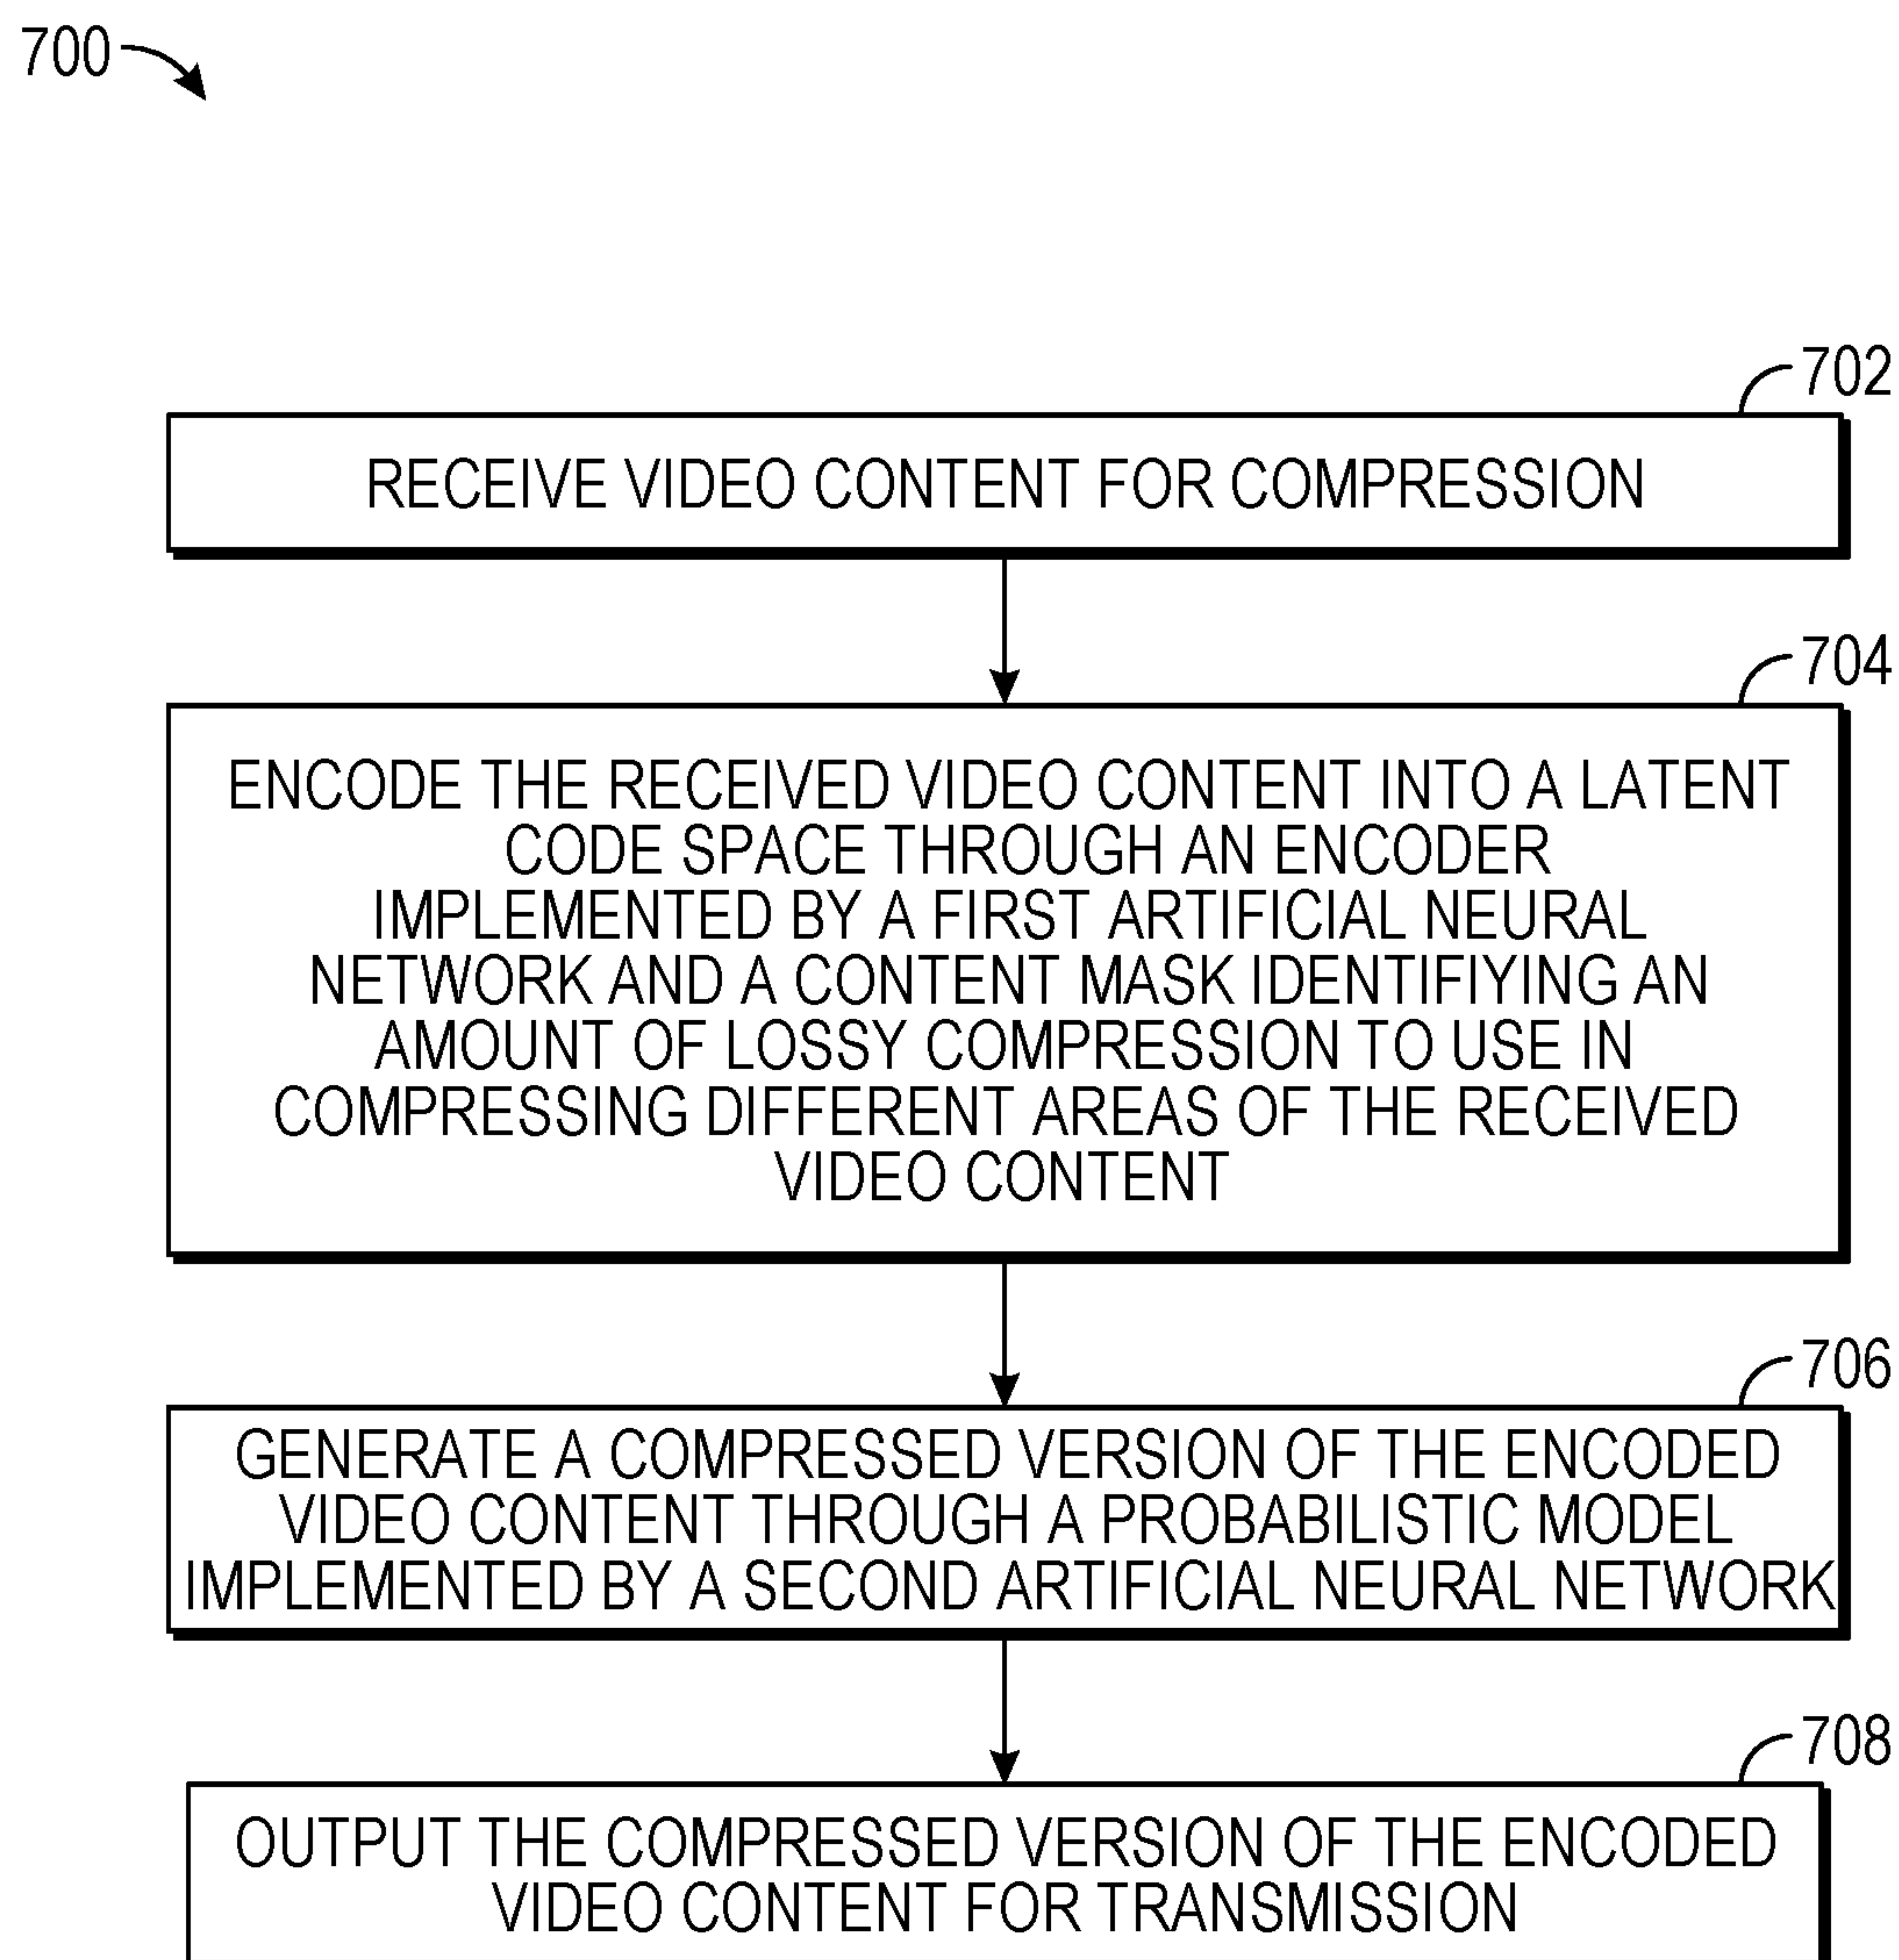 700
702
RECEIVE VIDEO CONTENT FOR COMPRESSION
704
ENCODE THE RECEIVED VIDEO CONTENT INTO A LATENT
CODE SPACE THROUGH AN ENCODER
IMPLEMENTED BY A FIRST ARTIFICIAL NEURAL
NETWORK AND A CONTENT MASK IDENTIFIYING AN
AMOUNT OF LOSSY COMPRESSION TO USE IN
COMPRESSING DIFFERENT AREAS OF THE RECEIVED
VIDEO CONTENT
706
GENERATE A COMPRESSED VERSION OF THE ENCODED
VIDEO CONTENT THROUGH A PROBABILISTIC MODEL
IMPLEMENTED BY A SECOND ARTIFICIAL NEURAL NETWORK
708
OUTPUT THE COMPRESSED VERSION OF THE ENCODED
VIDEO CONTENT FOR TRANSMISSION